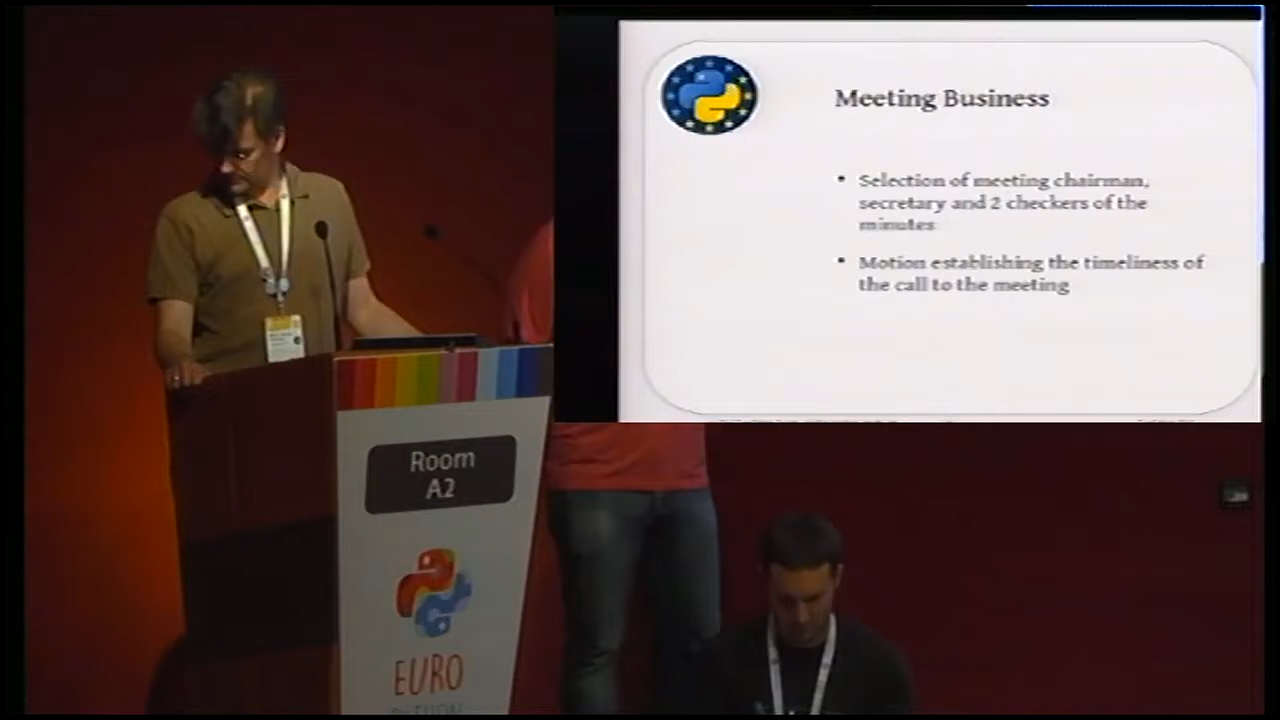 Meeting Business
• Selection of meeting chairman,
secretary and 2 checkers of the
minutes
• Motion establishing the timeliness of
the call to the meeting
Room
A2
EURO